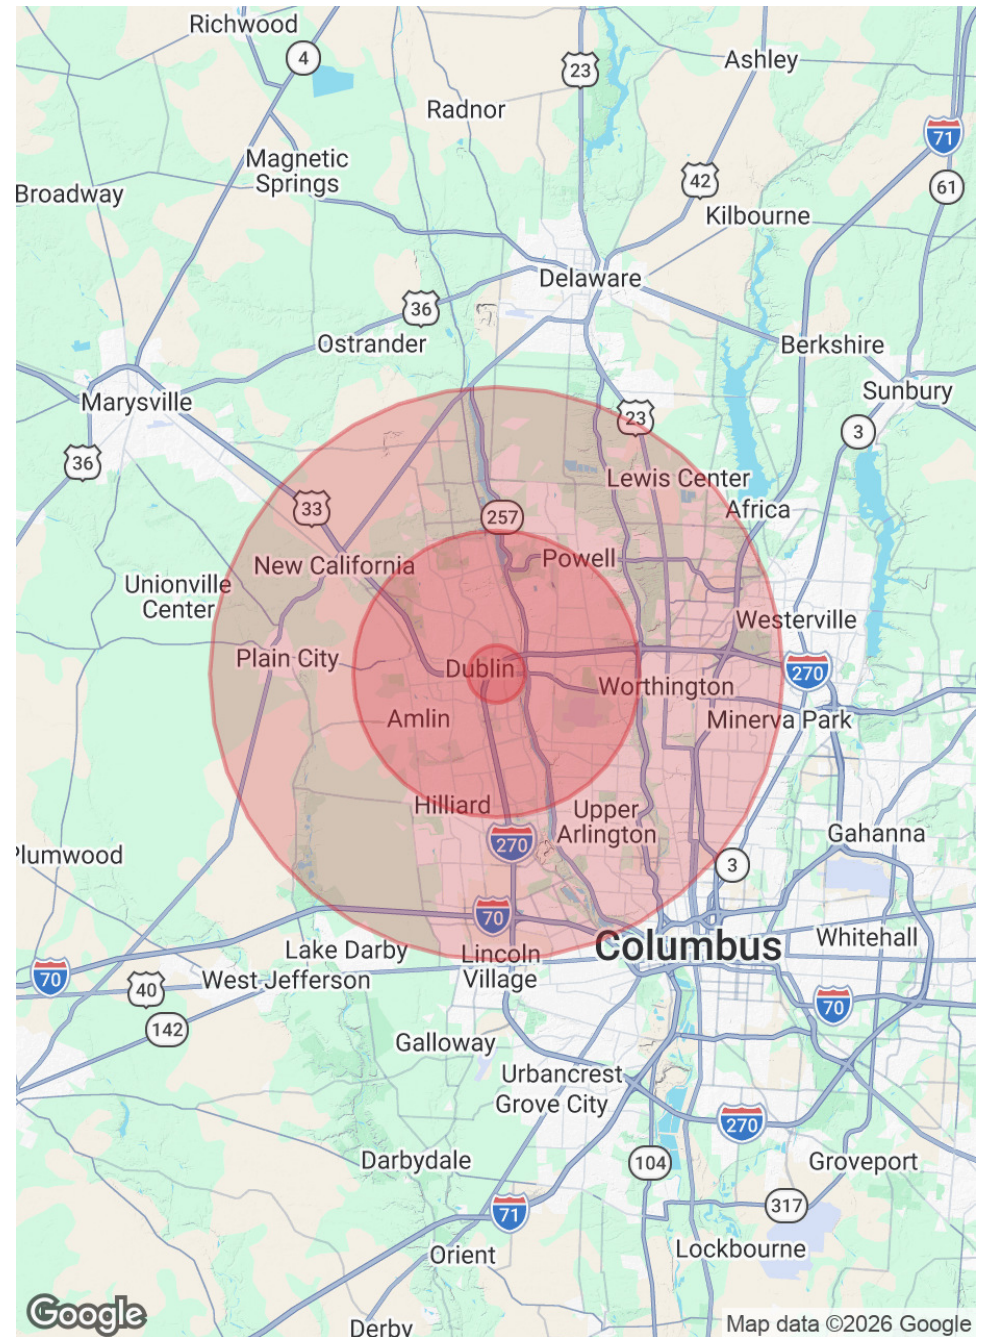 Richwood
4
23
Ashley
Radnor
71
Magnetic
Springs
42
61
Broadway
Kilbourne
Delaware
36
Ostrander
Berkshire
Sunbury
Marysville
23
3
36
Lewis Center
33
257
Africa
New California
Powell
Unionville
Center
Westerville
Plain City
Dublin
270
Worthington
Amlin
Minerva Park
Hilliard
Upper
Arlington
270
Gahanna
Plumwood
3
70
Columbus
Whitehall
Lake Darby
Lincoln
Village
70
West Jefferson
40
70
142
Galloway
Urbancrest
Grove City
270
Darbydale
104
Groveport
71
317
Orient
Lockbourne
Google
Derby
Map data ©2026 Google